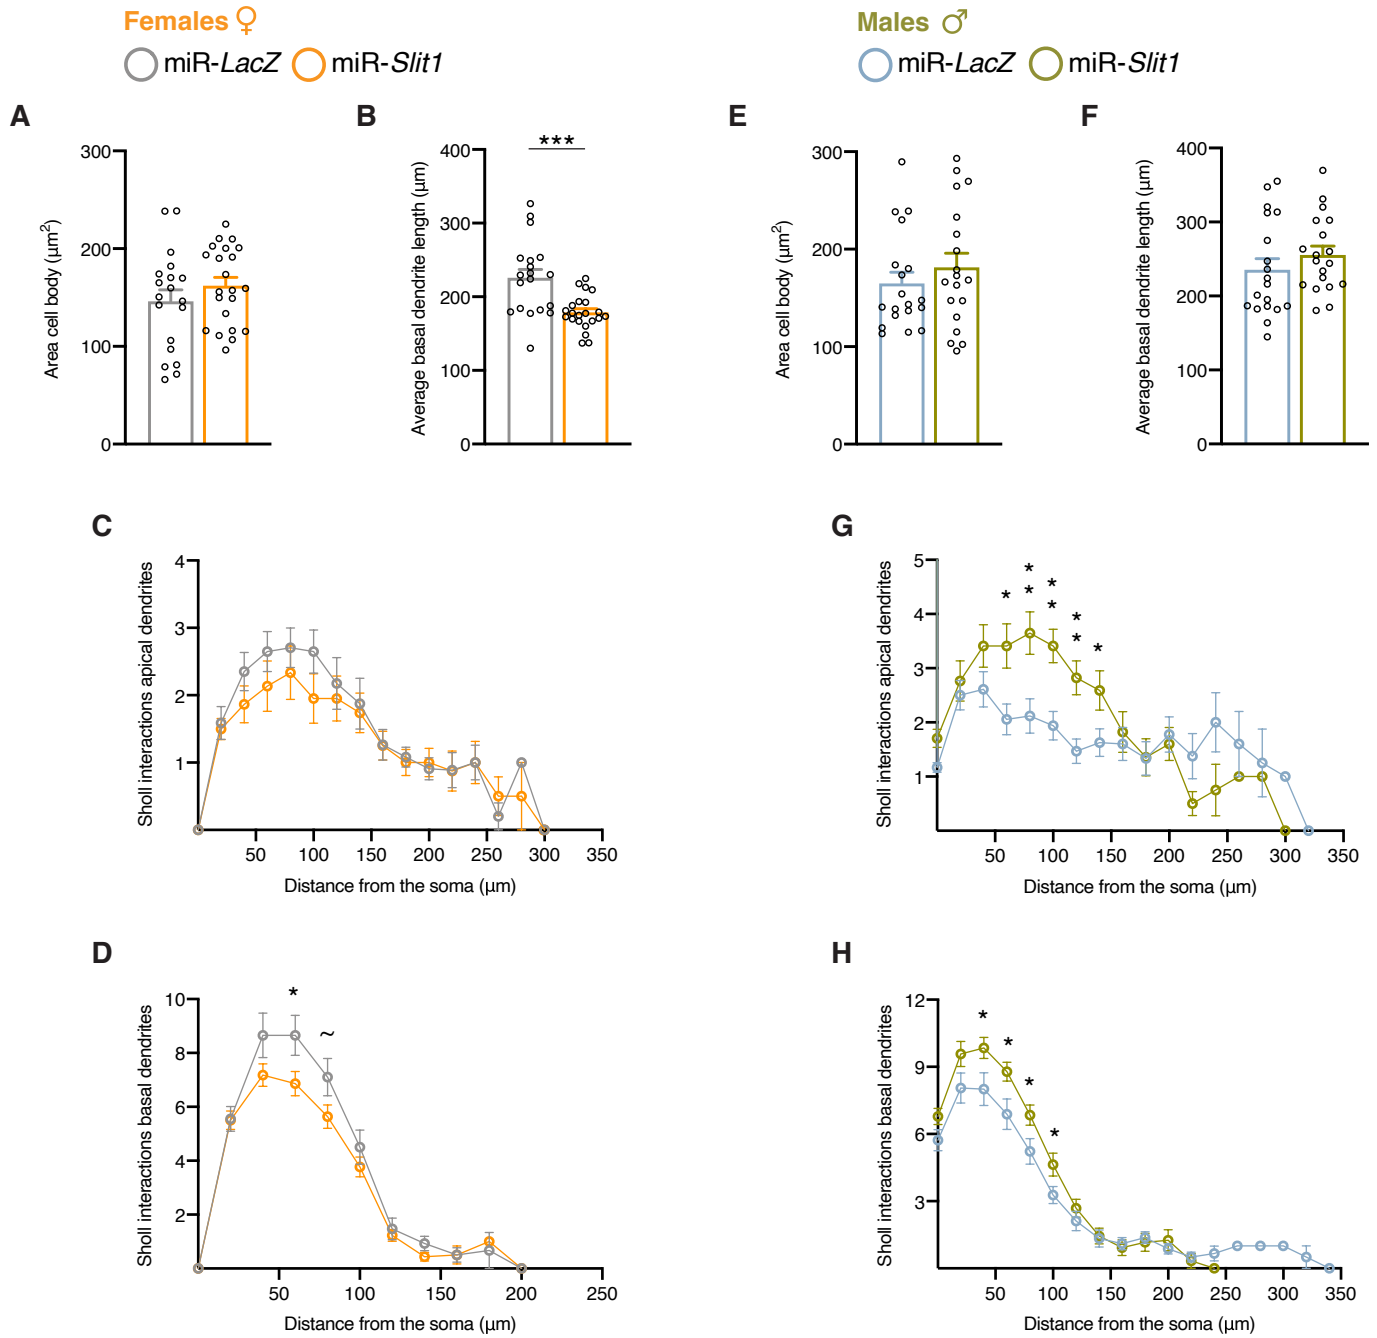 Females ♀
miR-LacZ miR-Slit1
Males ♂
miR-LacZ miR-Slit1
A
Area cell body (µm²)
300
200
100
0
B
Average basal dendrite length (µm)
***
400
300
200
100
0
E
Area cell body (µm²)
300
200
100
0
F
Average basal dendrite length (µm)
400
300
200
100
0
C
Sholl interactions apical dendrites
4
3
2
1
50 100 150 200 250 300 350
Distance from the soma (µm)
G
Sholl interactions apical dendrites
5
4
3
2
1
* ** ** ** *
50 100 150 200 250 300 350
Distance from the soma (µm)
D
Sholl interactions basal dendrites
10
8
6
4
2
* ~
50 100 150 200 250
Distance from the soma (µm)
H
Sholl interactions basal dendrites
12
9
6
3
* * * *
50 100 150 200 250 300 350
Distance from the soma (µm)